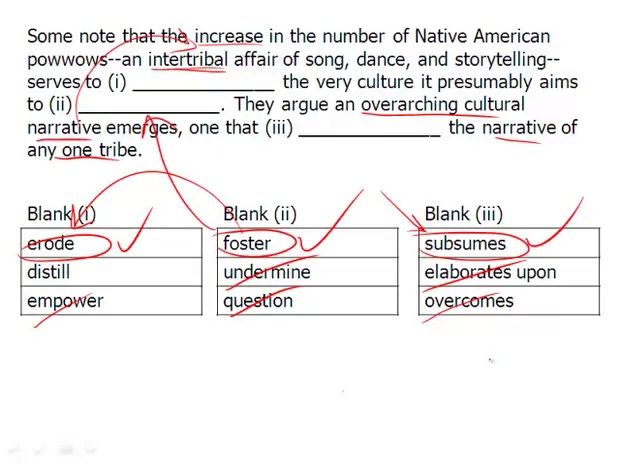 Some note that the increase in the number of Native American
powwows--an intertribal affair of song, dance, and storytelling--
serves to (i) _______________ the very culture it presumably aims
to (ii) _______________. They argue an overarching cultural
narrative emerges, one that (iii) _______________ the narrative of
any one tribe.
Blank (i) Blank (ii) Blank (iii)
erode foster subsumes
distill undermine elaborates upon
empower question overcomes